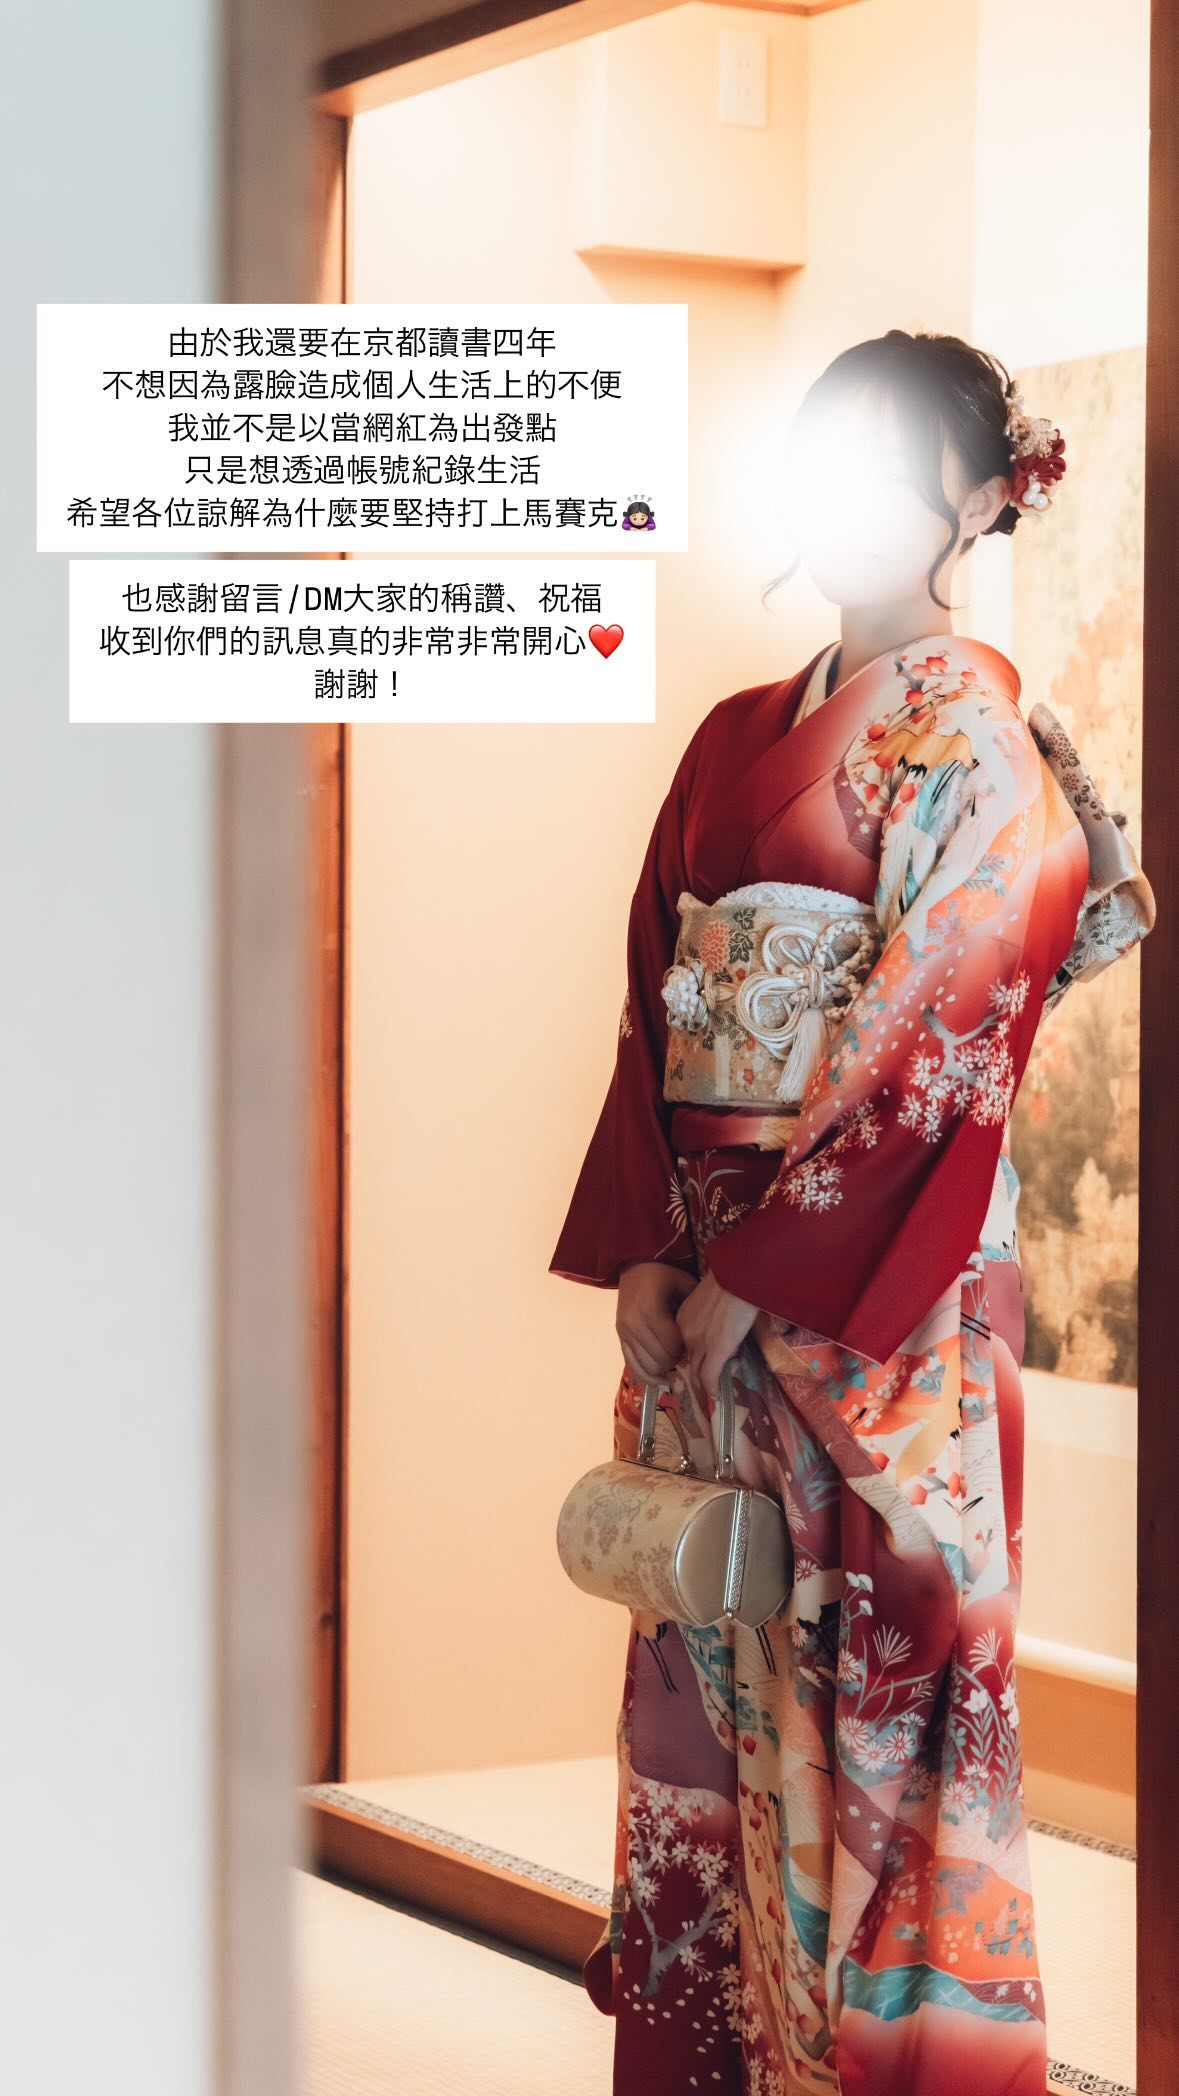 由於我還要在京都讀書四年
不想因為露臉造成個人生活上的不便
我並不是以當網紅為出發點
只是想透過帳號紀錄生活
希望各位諒解為什麼要堅持打上馬賽克🙇🏻‍♀️
也感謝留言/DM大家的稱讚、祝福
收到你們的訊息真的非常非常開心❤️
謝謝！